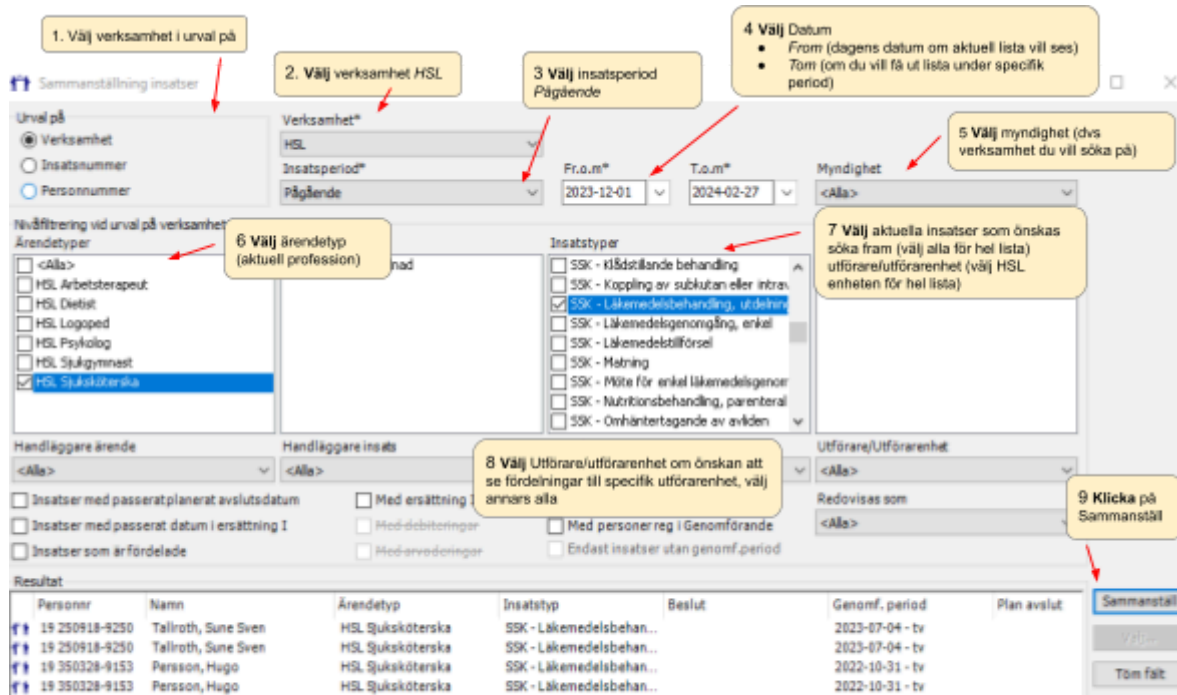 1. Välj verksamhet i urval på
2. Välj verksamhet HSL
3 Välj insatsperiod
Pågående
4 Välj Datum
• From (dagens datum om aktuell lista vill ses)
• Tom (om du vill få ut lista under specifik
period)
Sammanställning insatser
Urval på
Verksamhet
Insatsnummer
Personnummer
Verksamhet*
HSL
Insatsperiod*
Pågående
Fr.o.m*
2023-12-01
T.o.m*
2024-02-27
5 Välj myndighet (dvs
verksamhet du vill söka på)
Myndighet
<Alla>
Nivåfiltrering vid urval på verksamhet
Ärendetyper
6 Välj ärendetyp
(aktuell profession)
<Alla>
HSL Arbetsterapeut
HSL Dietist
HSL Logoped
HSL Psykolog
HSL Sjukgymnast
HSL Sjuksköterska
nad
Insatstyper
SSK - Klådstillande behandling
SSK - Koppling av subkutan eller intrav
SSK - Läkemedelsbehandling, utdelning
SSK - Läkemedelsgenomgång, enkel
SSK - Läkemedelstillförsel
SSK - Matning
SSK - Möte för enkel läkemedelsgenom
SSK - Nutritionsbehandling, parenteral
SSK - Omhändertagande av avliden
7 Välj aktuella insatser som önskas
söka fram (välj alla för hel lista)
utförare/utförarenhet (välj HSL
enheten för hel lista)
Handläggare ärende
<Alla>
Handläggare insats
<Alla>
Utförare/Utförarenhet
<Alla>
8 Välj Utförare/utförarenhet om önskan att
se fördelningar till specifik utförarenhet, välj
annars alla
Insatser med passerat planerat avslutsdatum
Insatser med passerat datum i ersättning I
Insatser som är fördelade
Med ersättning I
Med debiteringar
Med arvoderingar
Med personer reg i Genomförande
Endast insatser utan genomf.period
Redovisas som
<Alla>
9 Klicka på
Sammanställ
Resultat
Personnr Namn Ärendetyp Insatstyp Beslut Genomf. period Plan avslut
19 250918-9250 Tallroth, Sune Sven HSL Sjuksköterska SSK - Läkemedelsbehan... 2023-07-04 - tv
19 250918-9250 Tallroth, Sune Sven HSL Sjuksköterska SSK - Läkemedelsbehan... 2023-07-04 - tv
19 350328-9153 Persson, Hugo HSL Sjuksköterska SSK - Läkemedelsbehan... 2022-10-31 - tv
19 350328-9153 Persson, Hugo HSL Sjuksköterska SSK - Läkemedelsbehan... 2022-10-31 - tv
Sammanställ
Välj...
Töm fält